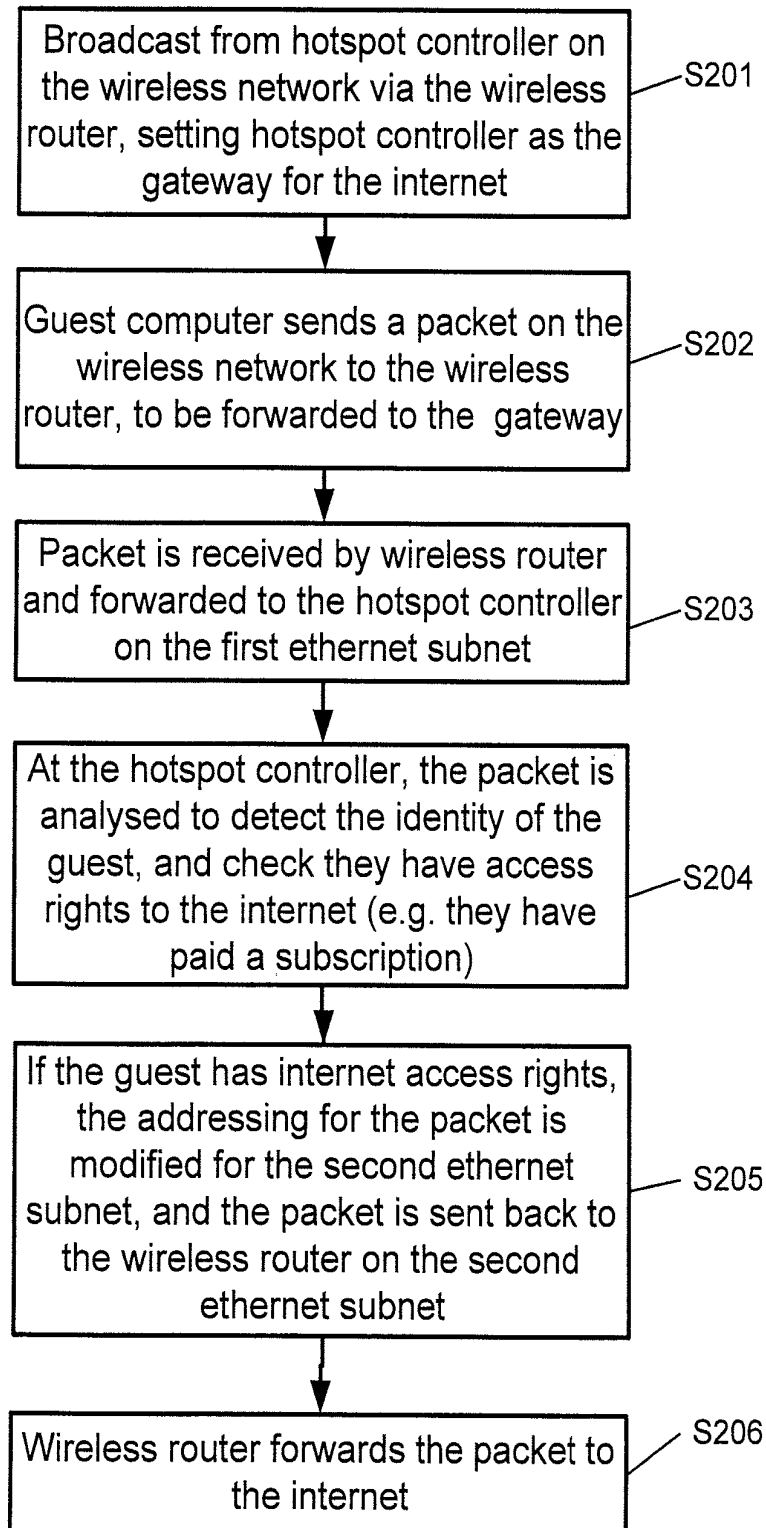 Broadcast from hotspot controller on
the wireless network via the wireless
router, setting hotspot controller as the
gateway for the internet
S201
Guest computer sends a packet on the
wireless network to the wireless
router, to be forwarded to the gateway
S202
Packet is received by wireless router
and forwarded to the hotspot controller
on the first ethernet subnet
S203
At the hotspot controller, the packet is
analysed to detect the identity of the
guest, and check they have access
rights to the internet (e.g. they have
paid a subscription)
S204
If the guest has internet access rights,
the addressing for the packet is
modified for the second ethernet
subnet, and the packet is sent back to
the wireless router on the second
ethernet subnet
S205
Wireless router forwards the packet to
the internet
S206